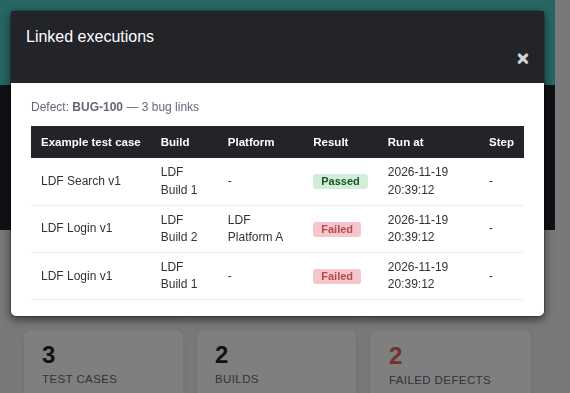 Linked executions
×
Defect: BUG-100 — 3 bug links
Example test case Build Platform Result Run at Step
LDF Search v1 LDF Build 1 - Passed 2026-11-19 20:39:12 -
LDF Login v1 LDF Build 2 LDF Platform A Failed 2026-11-19 20:39:12 -
LDF Login v1 LDF Build 1 - Failed 2026-11-19 20:39:12 -
3 2 2
TEST CASES BUILDS FAILED DEFECTS